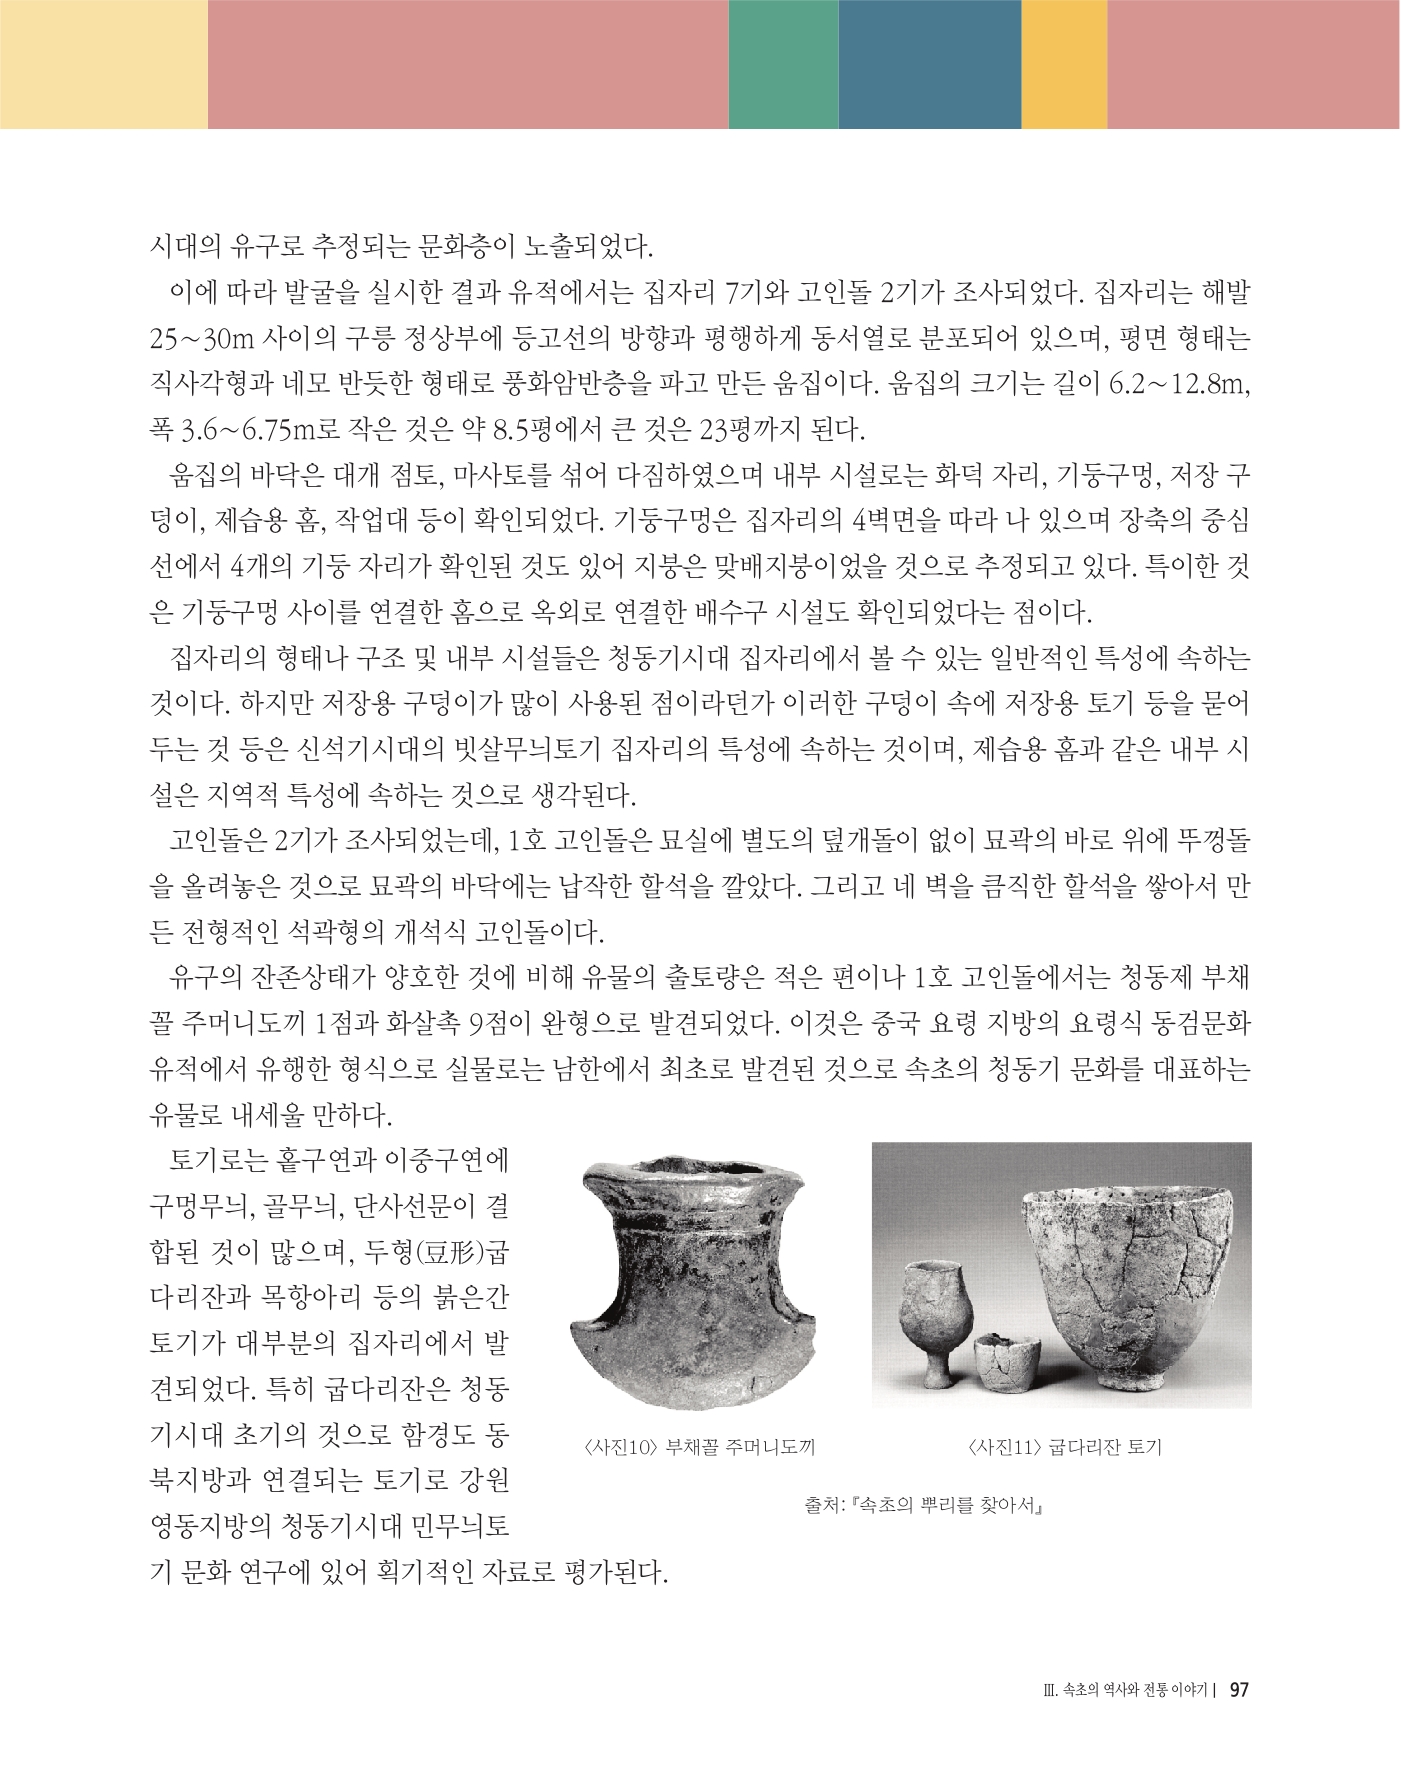 시대의 유구로 추정되는 문화층이 노출되었다.
이에 따라 발굴을 실시한 결과 유적에서는 집자리 7기와 고인돌 2기가 조사되었다. 집자리는 해발
25~30m 사이의 구릉 정상부에 등고선의 방향과 평행하게 동서열로 분포되어 있으며, 평면 형태는
직사각형과 네모 반듯한 형태로 풍화암반층을 파고 만든 움집이다. 움집의 크기는 길이 6.2~12.8m,
폭 3.6~6.75m로 작은 것은 약 8.5평에서 큰 것은 23평까지 된다.
움집의 바닥은 대개 점토, 마사토를 섞어 다짐하였으며 내부 시설로는 화덕 자리, 기둥구멍, 저장 구
덩이, 제습용 홈, 작업대 등이 확인되었다. 기둥구멍은 집자리의 4벽면을 따라 나 있으며 장축의 중심
선에서 4개의 기둥 자리가 확인된 것도 있어 지붕은 맞배지붕이었을 것으로 추정되고 있다. 특이한 것
은 기둥구멍 사이를 연결한 홈으로 옥외로 연결한 배수구 시설도 확인되었다는 점이다.
집자리의 형태나 구조 및 내부 시설들은 청동기시대 집자리에서 볼 수 있는 일반적인 특성에 속하는
것이다. 하지만 저장용 구덩이가 많이 사용된 점이라던가 이러한 구덩이 속에 저장용 토기 등을 묻어
두는 것 등은 신석기시대의 빗살무늬토기 집자리의 특성에 속하는 것이며, 제습용 홈과 같은 내부 시
설은 지역적 특성에 속하는 것으로 생각된다.
고인돌은 2기가 조사되었는데, 1호 고인돌은 묘실에 별도의 덮개돌이 없이 묘곽의 바로 위에 뚜껑돌
을 올려놓은 것으로 묘곽의 바닥에는 납작한 할석을 깔았다. 그리고 네 벽을 큼직한 할석을 쌓아서 만
든 전형적인 석곽형의 개석식 고인돌이다.
유구의 잔존상태가 양호한 것에 비해 유물의 출토량은 적은 편이나 1호 고인돌에서는 청동제 부채
꼴 주머니도끼 1점과 화살촉 9점이 완형으로 발견되었다. 이것은 중국 요령 지방의 요령식 동검문화
유적에서 유행한 형식으로 실물로는 남한에서 최초로 발견된 것으로 속초의 청동기 문화를 대표하는
유물로 내세울 만하다.
토기로는 홑구연과 이중구연에
구멍무늬, 골무늬, 단사선문이 결
합된 것이 많으며, 두형(豆形)굽
다리잔과 목항아리 등의 붉은간
토기가 대부분의 집자리에서 발
견되었다. 특히 굽다리잔은 청동
기시대 초기의 것으로 함경도 동
북지방과 연결되는 토기로 강원
영동지방의 청동기시대 민무늬토
기 문화 연구에 있어 획기적인 자료로 평가된다.
〈사진10〉 부채꼴 주머니도끼
〈사진11〉 굽다리잔 토기
출처:『속초의 뿌리를 찾아서』
Ⅲ. 속초의 역사와 전통 이야기 | 97